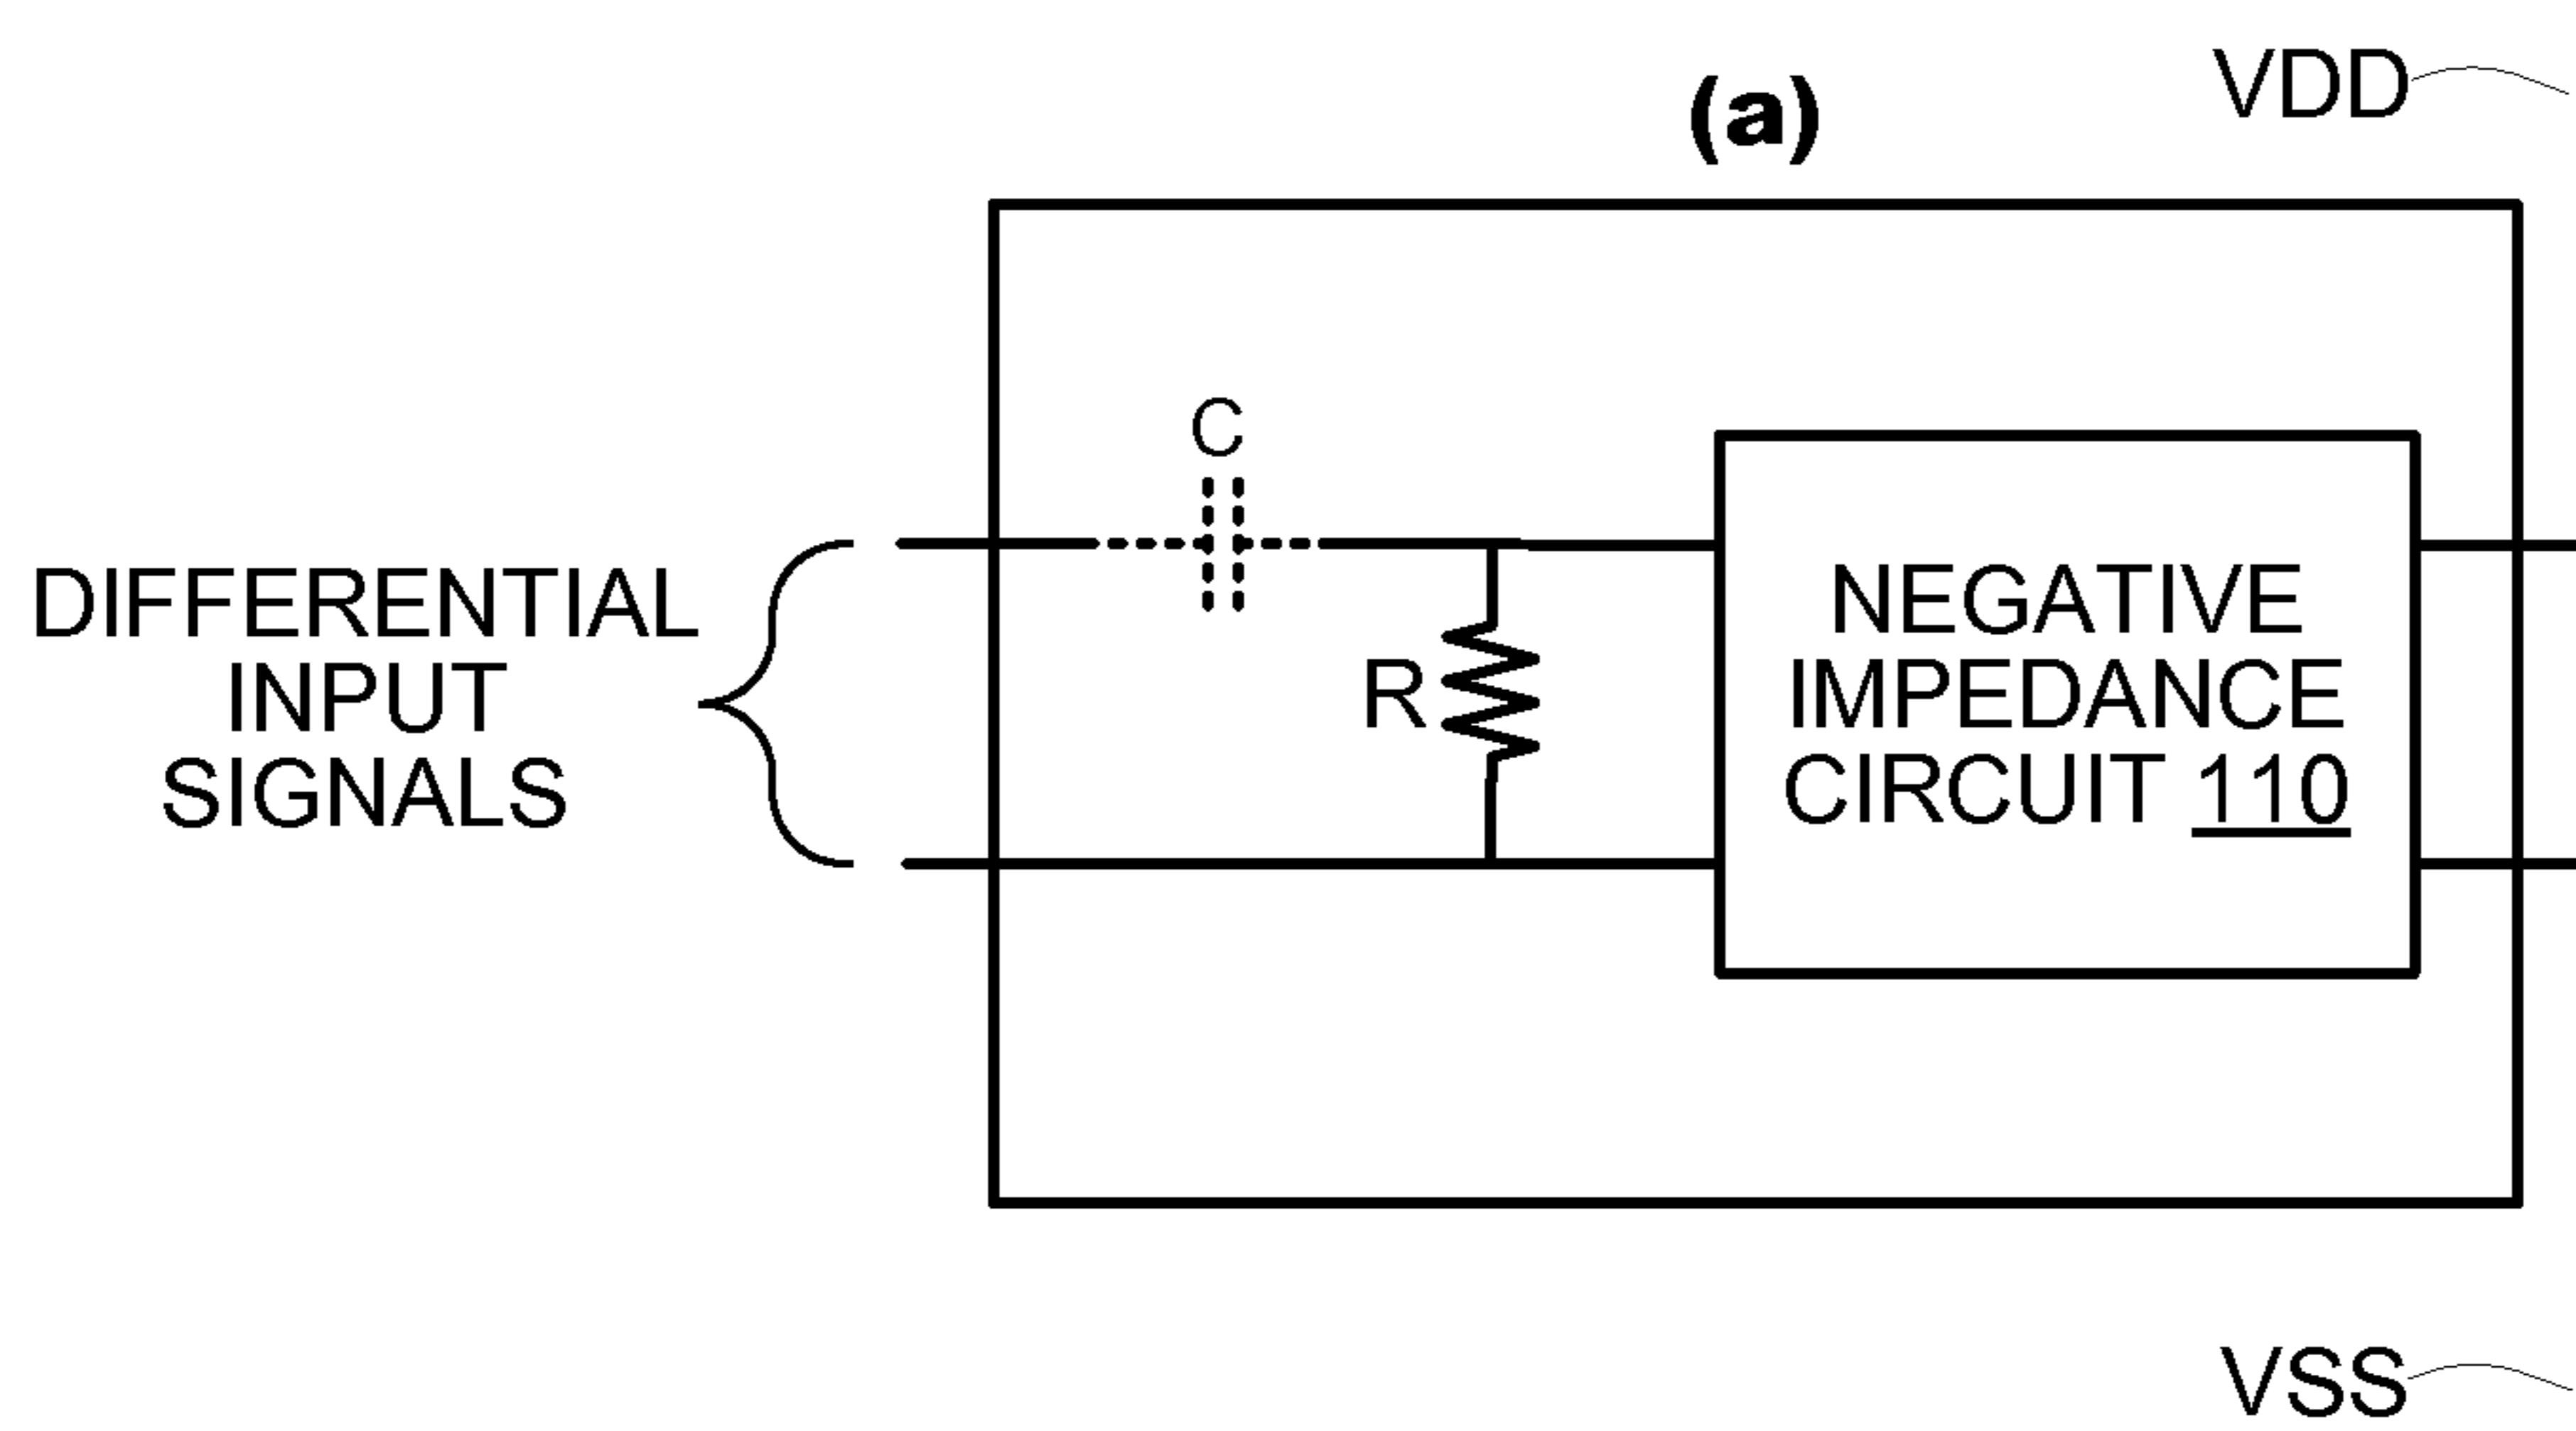 (a)
VDD
C
DIFFERENTIAL
INPUT
SIGNALS
R
NEGATIVE
IMPEDANCE
CIRCUIT 110
VSS